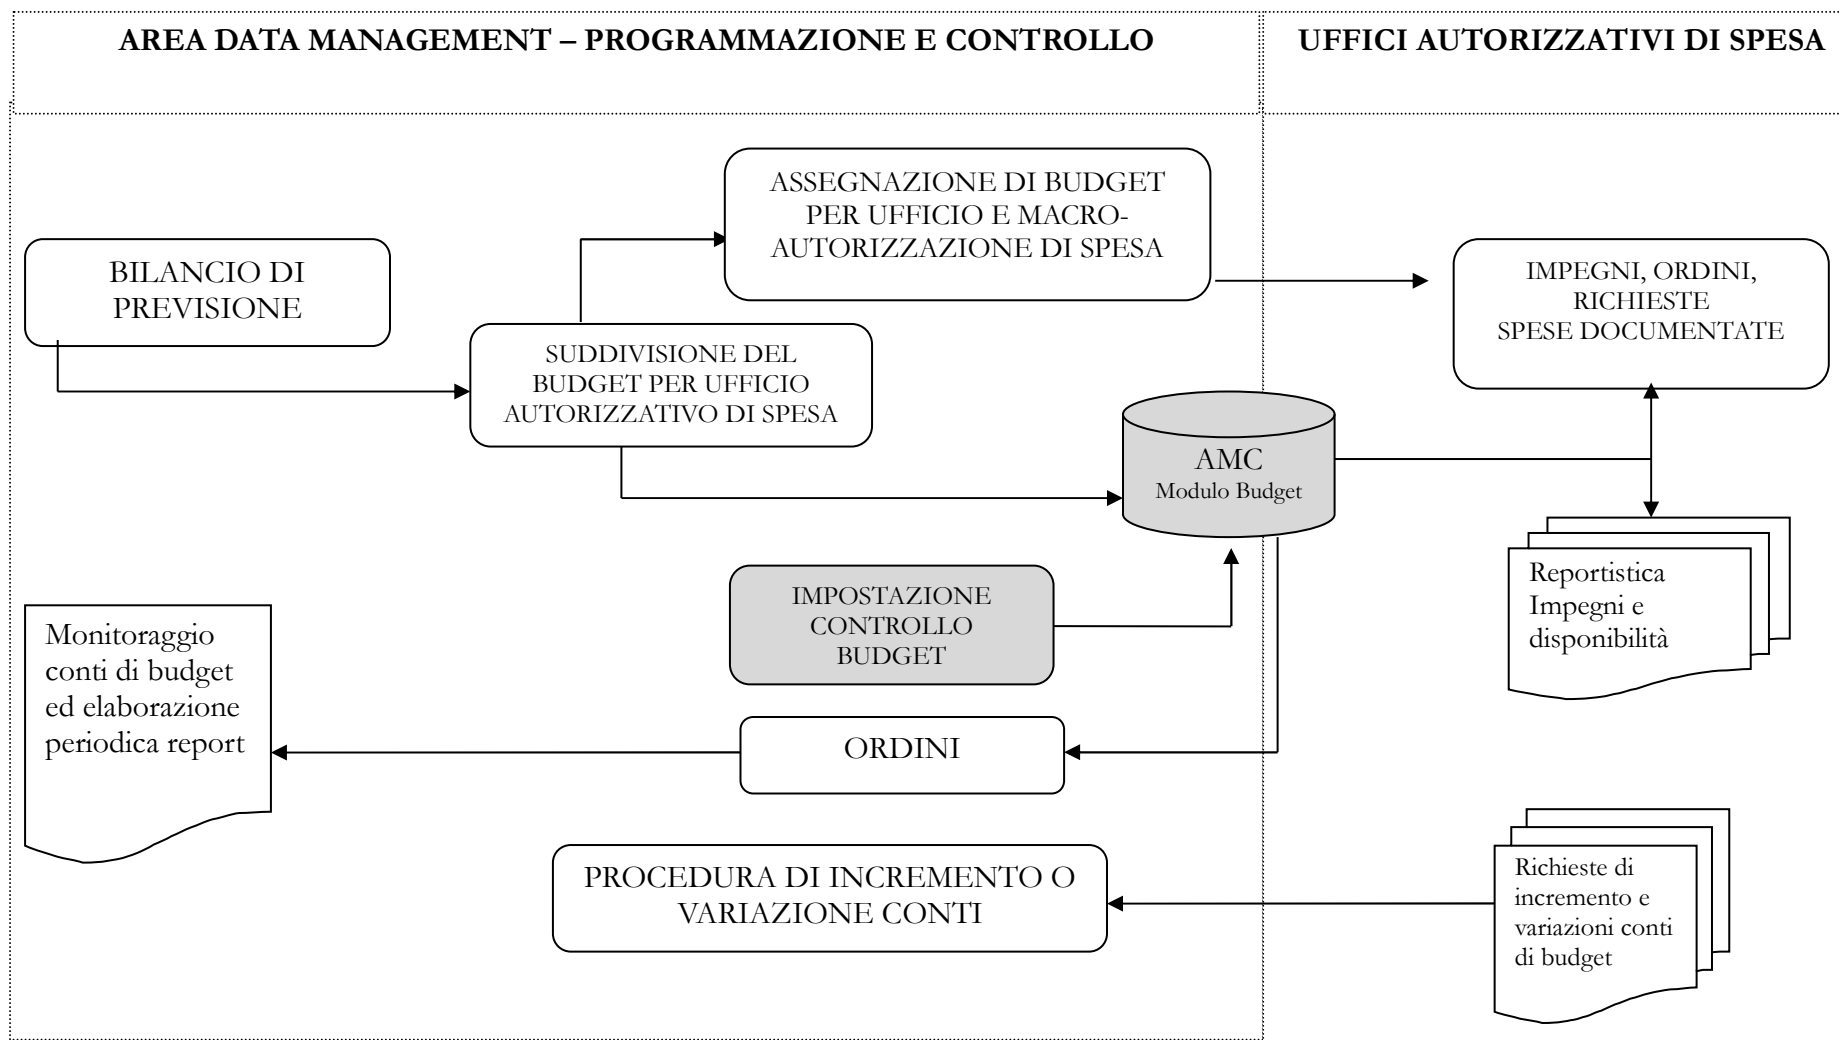 AREA DATA MANAGEMENT – PROGRAMMAZIONE E CONTROLLO
UFFICI AUTORIZZATIVI DI SPESA
ASSEGNAZIONE DI BUDGET
PER UFFICIO E MACRO-
AUTORIZZAZIONE DI SPESA
BILANCIO DI
PREVISIONE
IMPEGNI, ORDINI,
RICHIESTE
SPESE DOCUMENTATE
SUDDIVISIONE DEL
BUDGET PER UFFICIO
AUTORIZZATIVO DI SPESA
AMC
Modulo Budget
IMPOSTAZIONE
CONTROLLO
BUDGET
Reportistica
Impegni e
disponibilità
Monitoraggio
conti di budget
ed elaborazione
periodica report
ORDINI
PROCEDURA DI INCREMENTO O
VARIAZIONE CONTI
Richieste di
incremento e
variazioni conti
di budget